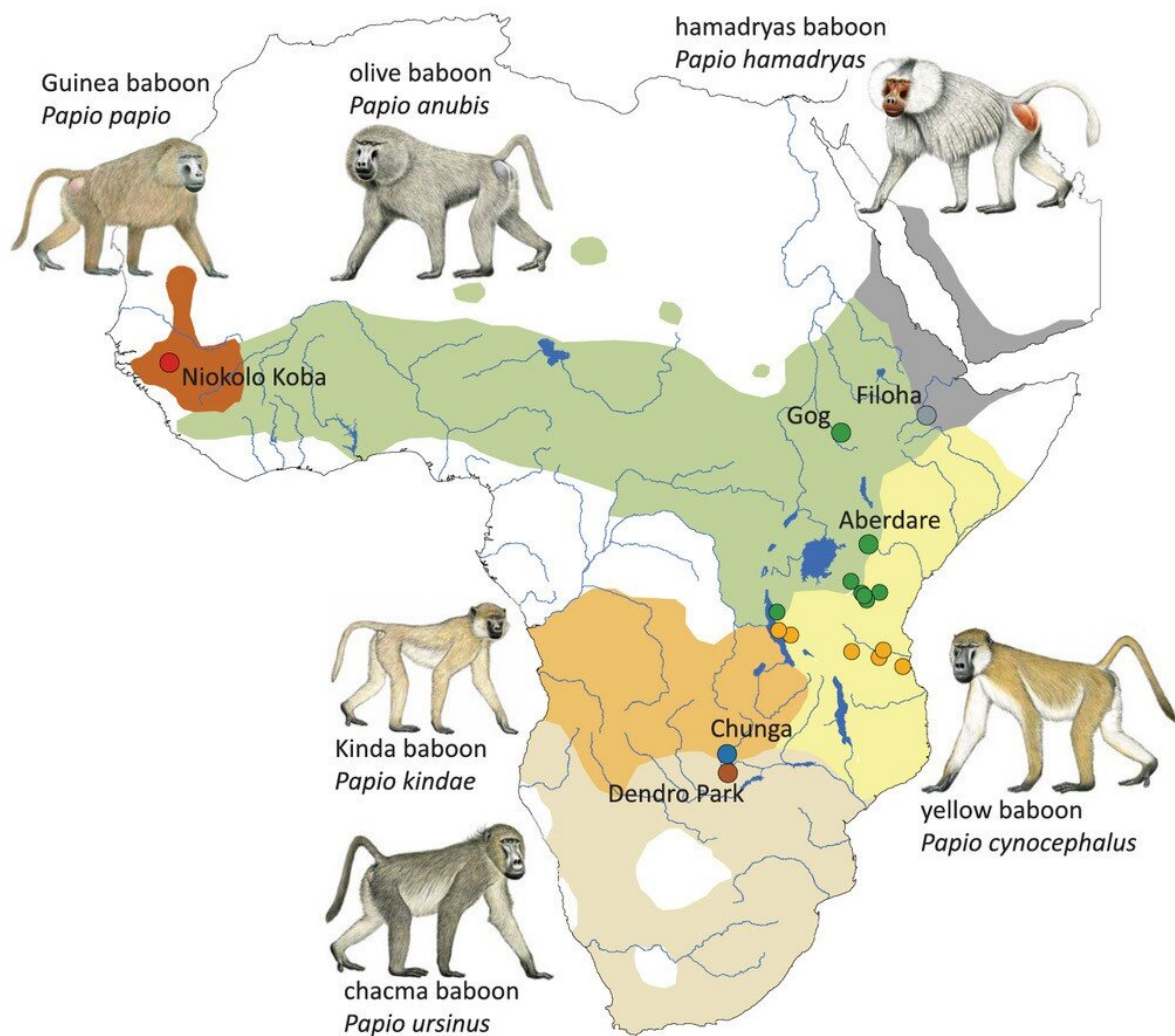 hamadryas baboon
Papio hamadryas
Guinea baboon
Papio papio
olive baboon
Papio anubis
Niokolo Koba
Filoha
Gog
Aberdare
Kinda baboon
Papio kindae
Chunga
Dendro Park
yellow baboon
Papio cynocephalus
chacma baboon
Papio ursinus